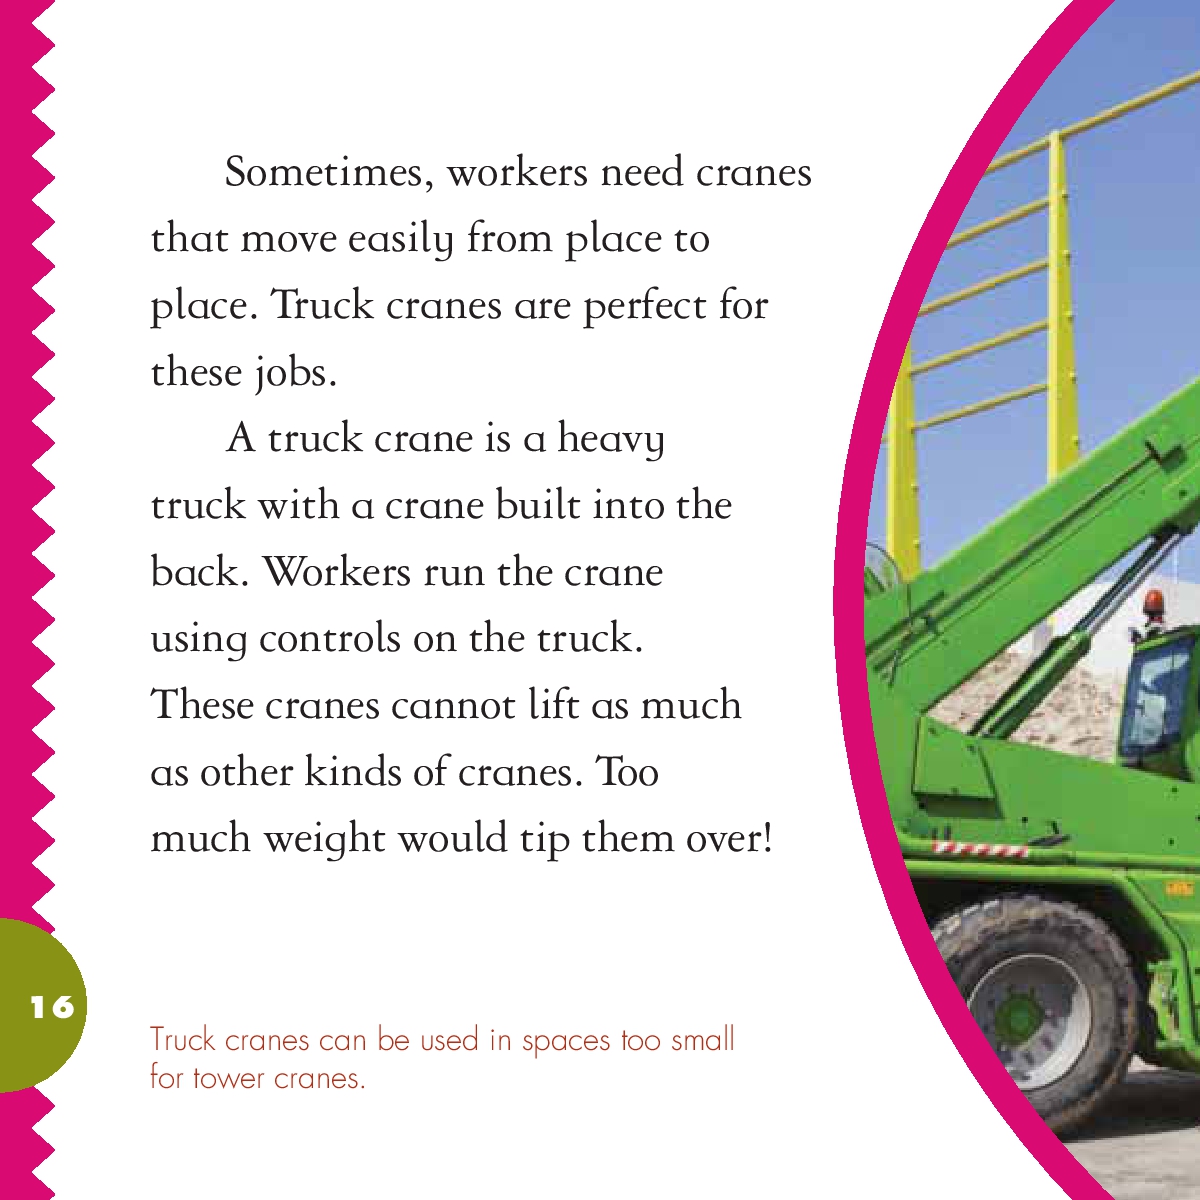 Sometimes, workers need cranes
that move easily from place to
place. Truck cranes are perfect for
these jobs.
A truck crane is a heavy
truck with a crane built into the
back. Workers run the crane
using controls on the truck.
These cranes cannot lift as much
as other kinds of cranes. Too
much weight would tip them over!
16
Truck cranes can be used in spaces too small
for tower cranes.